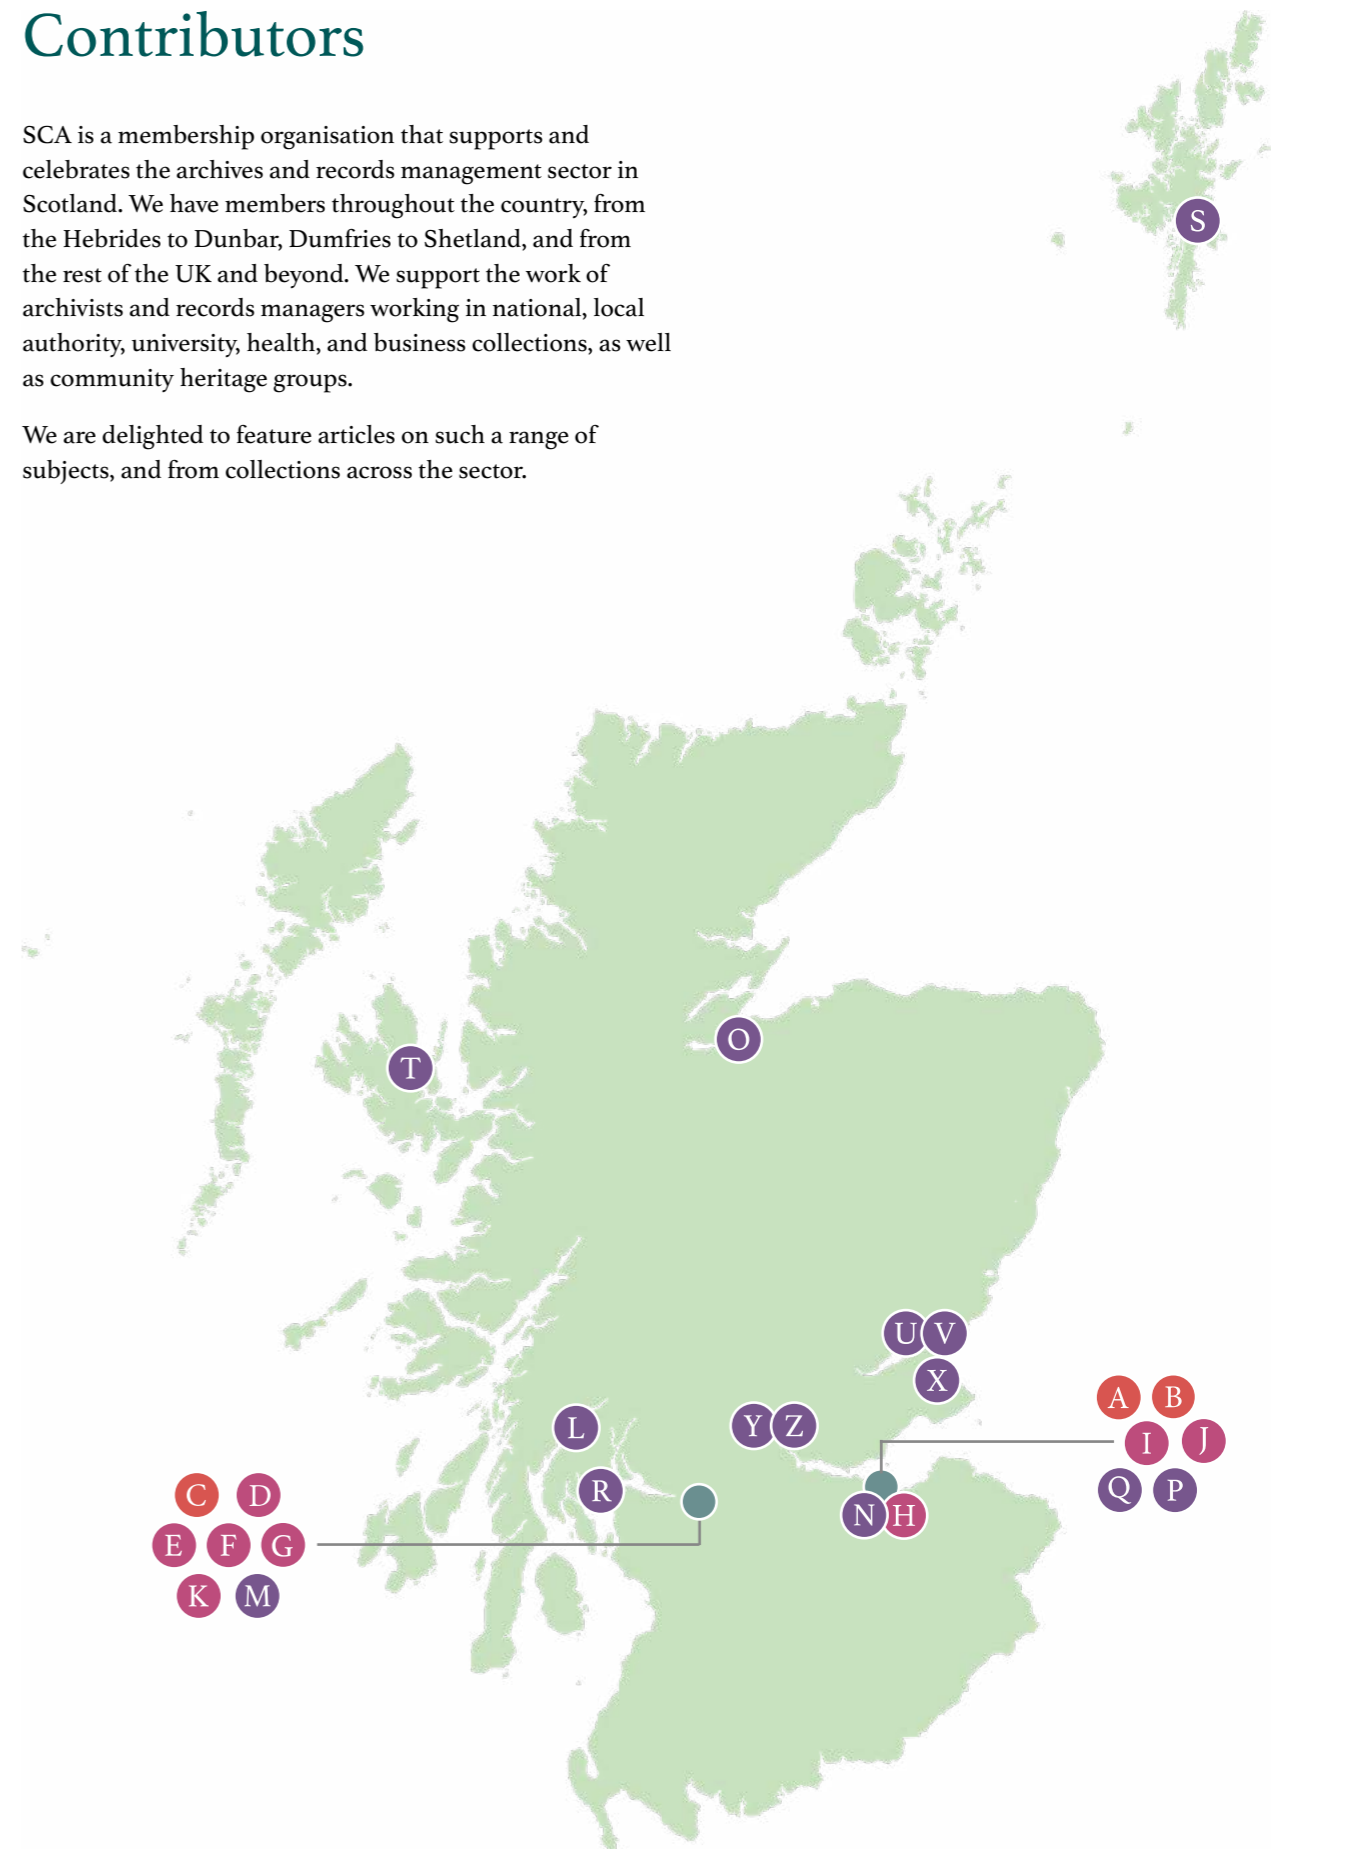 Contributors
SCA is a membership organisation that supports and
celebrates the archives and records management sector in
Scotland. We have members throughout the country, from
the Hebrides to Dunbar, Dumfries to Shetland, and from
the rest of the UK and beyond. We support the work of
archivists and records managers working in national, local
authority, university, health, and business collections, as well
as community heritage groups.
We are delighted to feature articles on such a range of
subjects, and from collections across the sector.
S
O
T
U V
X
A B
L
Y Z
I J
R
Q P
C D
N H
E F G
K M